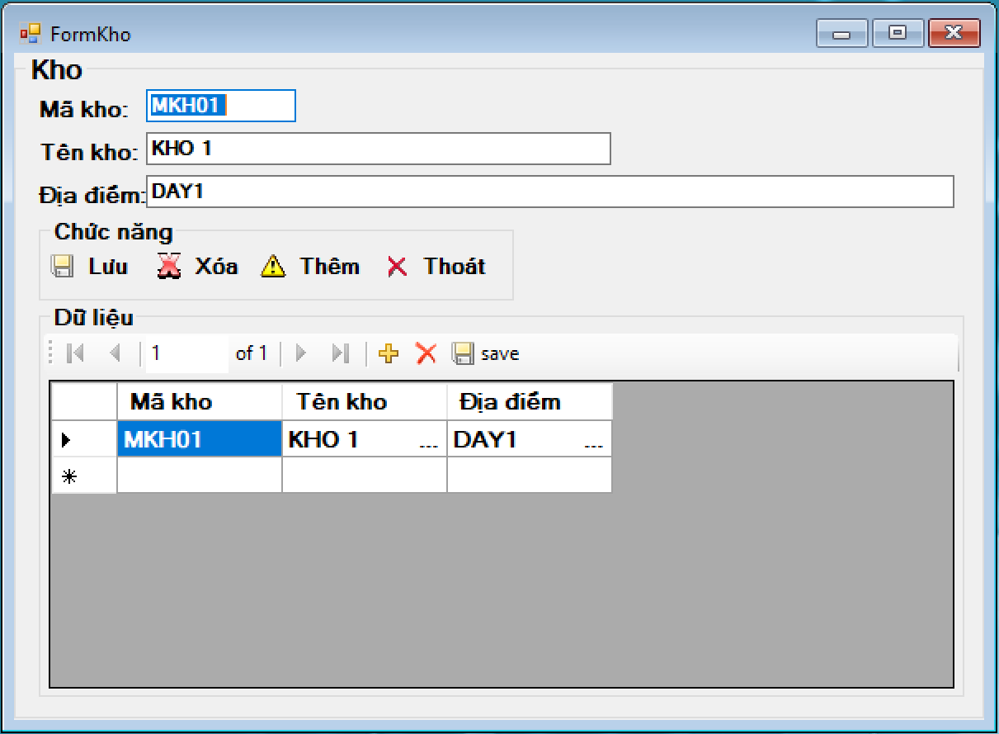 FormKho
Kho
Mã kho: MKH01
Tên kho: KHO 1
Địa điểm: DAY1
Chức năng
Lưu Xóa Thêm Thoát
Dữ liệu
1 of 1 save
Mã kho Tên kho Địa điểm
MKH01 KHO 1 ... DAY1 ...